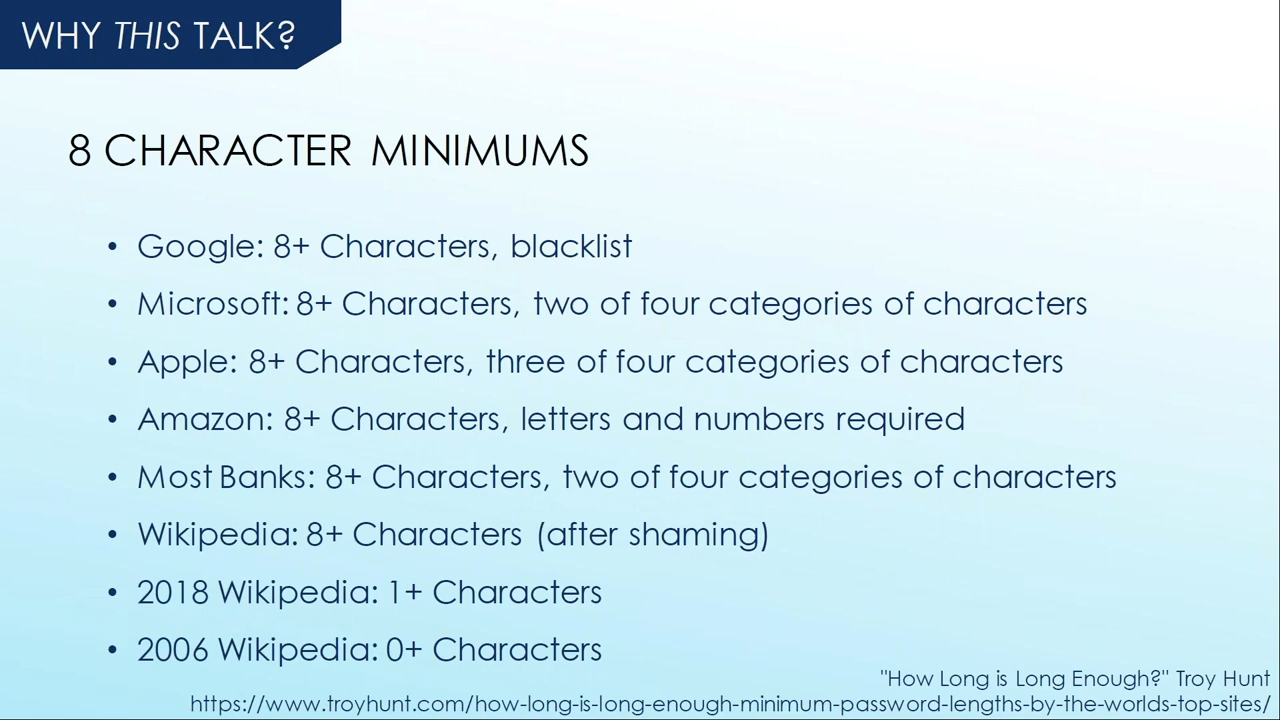 WHY THIS TALK?
8 CHARACTER MINIMUMS
• Google: 8+ Characters, blacklist
• Microsoft: 8+ Characters, two of four categories of characters
• Apple: 8+ Characters, three of four categories of characters
• Amazon: 8+ Characters, letters and numbers required
• Most Banks: 8+ Characters, two of four categories of characters
• Wikipedia: 8+ Characters (after shaming)
• 2018 Wikipedia: 1+ Characters
• 2006 Wikipedia: 0+ Characters
"How Long is Long Enough?" Troy Hunt
https://www.troyhunt.com/how-long-is-long-enough-minimum-password-lengths-by-the-worlds-top-sites/